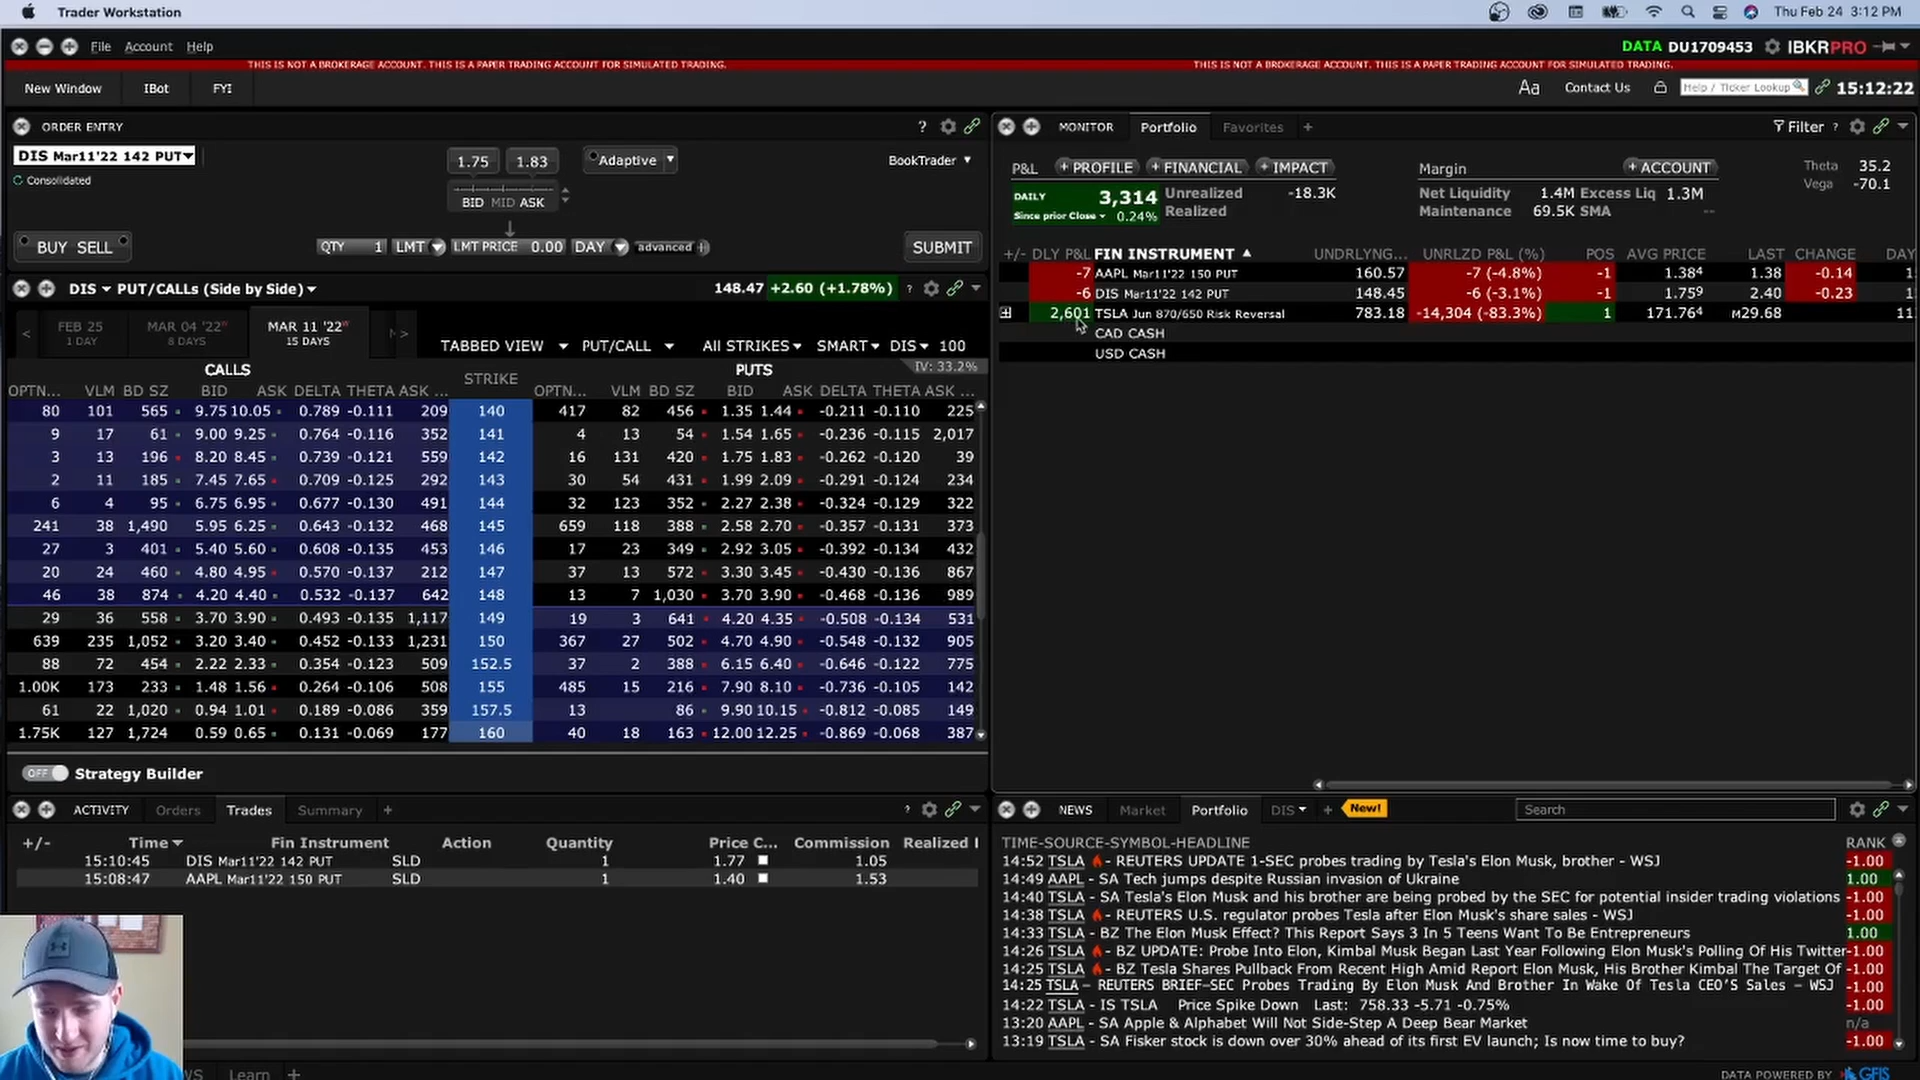 Trader Workstation
Thu Feb 24 3:12 PM
File Account Help
DATA DU1709453 IBKRPRO
THIS IS NOT A BROKERAGE ACCOUNT. THIS IS A PAPER TRADING ACCOUNT FOR SIMULATED TRADING.
THIS IS NOT A BROKERAGE ACCOUNT. THIS IS A PAPER TRADING ACCOUNT FOR SIMULATED TRADING.
New Window IBot FYI
Aa Contact Us Help / Ticker Lookup 15:12:22
ORDER ENTRY ?
DIS Mar11'22 142 PUT
Consolidated
1.75 1.83 Adaptive BookTrader
BID MID ASK
BUY SELL QTY 1 LMT LMT PRICE 0.00 DAY advanced SUBMIT
DIS PUT/CALLs (Side by Side) 148.47 +2.60 (+1.78%) ?
< FEB 25 MAR 04 '22 MAR 11 '22 >
1 DAY 8 DAYS 15 DAYS
TABBED VIEW PUT/CALL All STRIKES SMART DIS 100
CALLS PUTS IV: 33.2%
OPTN... VLM BD SZ BID ASK DELTA THETA ASK ... STRIKE OPTN... VLM BD SZ BID ASK DELTA THETA ASK ...
80 101 565 9.75 10.05 0.789 -0.111 209 140 417 82 456 1.35 1.44 -0.211 -0.110 225
9 17 61 9.00 9.25 0.764 -0.116 352 141 4 13 54 1.54 1.65 -0.236 -0.115 2,017
3 13 196 8.20 8.45 0.739 -0.121 559 142 16 131 420 1.75 1.83 -0.262 -0.120 39
2 11 185 7.45 7.65 0.709 -0.125 292 143 30 54 431 1.99 2.09 -0.291 -0.124 234
6 4 95 6.75 6.95 0.677 -0.130 491 144 32 123 352 2.27 2.38 -0.324 -0.129 322
241 38 1,490 5.95 6.25 0.643 -0.132 468 145 659 118 388 2.58 2.70 -0.357 -0.131 373
27 3 401 5.40 5.60 0.608 -0.135 453 146 17 23 349 2.92 3.05 -0.392 -0.134 432
20 24 460 4.80 4.95 0.570 -0.137 212 147 37 13 572 3.30 3.45 -0.430 -0.136 867
46 38 874 4.20 4.40 0.532 -0.137 642 148 13 7 1,030 3.70 3.90 -0.468 -0.136 989
29 36 558 3.70 3.90 0.493 -0.135 1,117 149 19 3 641 4.20 4.35 -0.508 -0.134 531
639 235 1,052 3.20 3.40 0.452 -0.133 1,231 150 367 27 502 4.70 4.90 -0.548 -0.132 905
88 72 454 2.22 2.33 0.354 -0.123 509 152.5 37 2 388 6.15 6.40 -0.646 -0.122 775
1.00K 173 233 1.48 1.56 0.264 -0.106 508 155 485 15 216 7.90 8.10 -0.736 -0.105 142
61 22 1,020 0.94 1.01 0.189 -0.086 359 157.5 13 86 9.90 10.15 -0.812 -0.085 149
1.75K 127 1,724 0.59 0.65 0.131 -0.069 177 160 40 18 163 12.00 12.25 -0.869 -0.068 387
OFF Strategy Builder
ACTIVITY Orders Trades Summary + ?
+/- Time Fin Instrument Action Quantity Price C... Commission Realized
15:10:45 DIS Mar11'22 142 PUT SLD 1 1.77 1.05
15:08:47 AAPL Mar11'22 150 PUT SLD 1 1.40 1.53
Learn +
MONITOR Portfolio Favorites + Filter ?
P&L + PROFILE + FINANCIAL + IMPACT Margin + ACCOUNT Theta 35.2
DAILY 3,314 Unrealized -18.3K Net Liquidity 1.4M Excess Liq 1.3M Vega -70.1
Since prior Close 0.24% Realized Maintenance 69.5K SMA --
+/- DLY P&L FIN INSTRUMENT UNDRLYNG... UNRLZD P&L (%) POS AVG PRICE LAST CHANGE DAY
-7 AAPL Mar11'22 150 PUT 160.57 -7 (-4.8%) -1 1.384 1.38 -0.14
-6 DIS Mar11'22 142 PUT 148.45 -6 (-3.1%) -1 1.759 2.40 -0.23
2,601 TSLA Jun 870/650 Risk Reversal 783.18 -14,304 (-83.3%) 1 171.764 M29.68
CAD CASH
USD CASH
NEWS Market Portfolio DIS + New! Search
TIME-SOURCE-SYMBOL-HEADLINE RANK
14:52 TSLA - REUTERS UPDATE 1-SEC probes trading by Tesla's Elon Musk, brother - WSJ -1.00
14:49 AAPL - SA Tech jumps despite Russian invasion of Ukraine 1.00
14:40 TSLA - SA Tesla's Elon Musk and his brother are being probed by the SEC for potential insider trading violations -1.00
14:38 TSLA - REUTERS U.S. regulator probes Tesla after Elon Musk's share sales - WSJ -1.00
14:33 TSLA - BZ The Elon Musk Effect? This Report Says 3 In 5 Teens Want To Be Entrepreneurs 1.00
14:26 TSLA - BZ UPDATE: Probe Into Elon, Kimbal Musk Began Last Year Following Elon Musk's Polling Of His Twitter -1.00
14:25 TSLA - BZ Tesla Shares Pullback From Recent High Amid Report Elon Musk, His Brother Kimbal The Target Of -1.00
14:25 TSLA - REUTERS BRIEF-SEC Probes Trading By Elon Musk And Brother In Wake Of Tesla CEO'S Sales - WSJ -1.00
14:22 TSLA - IS TSLA Price Spike Down Last: 758.33 -5.71 -0.75% -1.00
13:20 AAPL - SA Apple & Alphabet Will Not Side-Step A Deep Bear Market n/a
13:19 TSLA - SA Fisker stock is down over 30% ahead of its first EV launch; Is now time to buy? -1.00
DATA POWERED BY GFIS